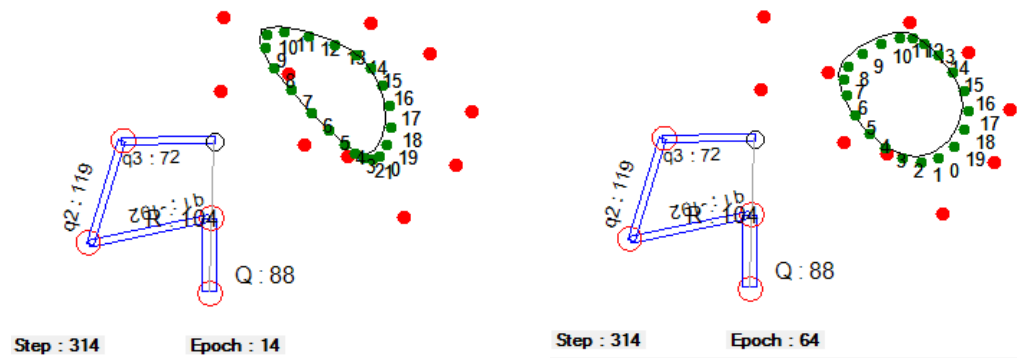 10 11 12 13 14 15 16 17 18 19 0 1 2 3 4 5 6 7 8 9
q3 : 72
q2 : 119
R : 104
Q : 88
Step : 314 Epoch : 14
10 11 12 13 14 15 16 17 18 19 0 1 2 3 4 5 6 7 8 9
q3 : 72
q2 : 119
R : 104
Q : 88
Step : 314 Epoch : 64